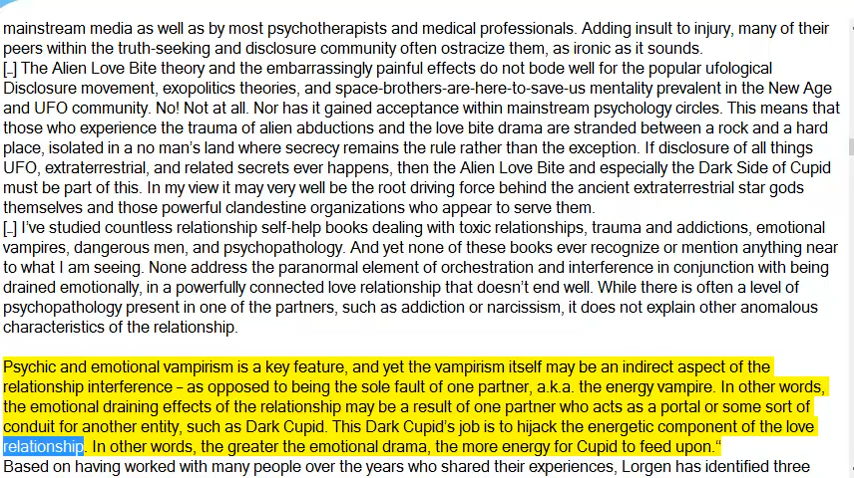 mainstream media as well as by most psychotherapists and medical professionals. Adding insult to injury, many of their
peers within the truth-seeking and disclosure community often ostracize them, as ironic as it sounds.
[..] The Alien Love Bite theory and the embarrassingly painful effects do not bode well for the popular ufological
Disclosure movement, exopolitics theories, and space-brothers-are-here-to-save-us mentality prevalent in the New Age
and UFO community. No! Not at all. Nor has it gained acceptance within mainstream psychology circles. This means that
those who experience the trauma of alien abductions and the love bite drama are stranded between a rock and a hard
place, isolated in a no man's land where secrecy remains the rule rather than the exception. If disclosure of all things
UFO, extraterrestrial, and related secrets ever happens, then the Alien Love Bite and especially the Dark Side of Cupid
must be part of this. In my view it may very well be the root driving force behind the ancient extraterrestrial star gods
themselves and those powerful clandestine organizations who appear to serve them.
[..] I've studied countless relationship self-help books dealing with toxic relationships, trauma and addictions, emotional
vampires, dangerous men, and psychopathology. And yet none of these books ever recognize or mention anything near
to what I am seeing. None address the paranormal element of orchestration and interference in conjunction with being
drained emotionally, in a powerfully connected love relationship that doesn't end well. While there is often a level of
psychopathology present in one of the partners, such as addiction or narcissism, it does not explain other anomalous
characteristics of the relationship.
Psychic and emotional vampirism is a key feature, and yet the vampirism itself may be an indirect aspect of the
relationship interference – as opposed to being the sole fault of one partner, a.k.a. the energy vampire. In other words,
the emotional draining effects of the relationship may be a result of one partner who acts as a portal or some sort of
conduit for another entity, such as Dark Cupid. This Dark Cupid's job is to hijack the energetic component of the love
relationship. In other words, the greater the emotional drama, the more energy for Cupid to feed upon.“
Based on having worked with many people over the years who shared their experiences, Lorgen has identified three